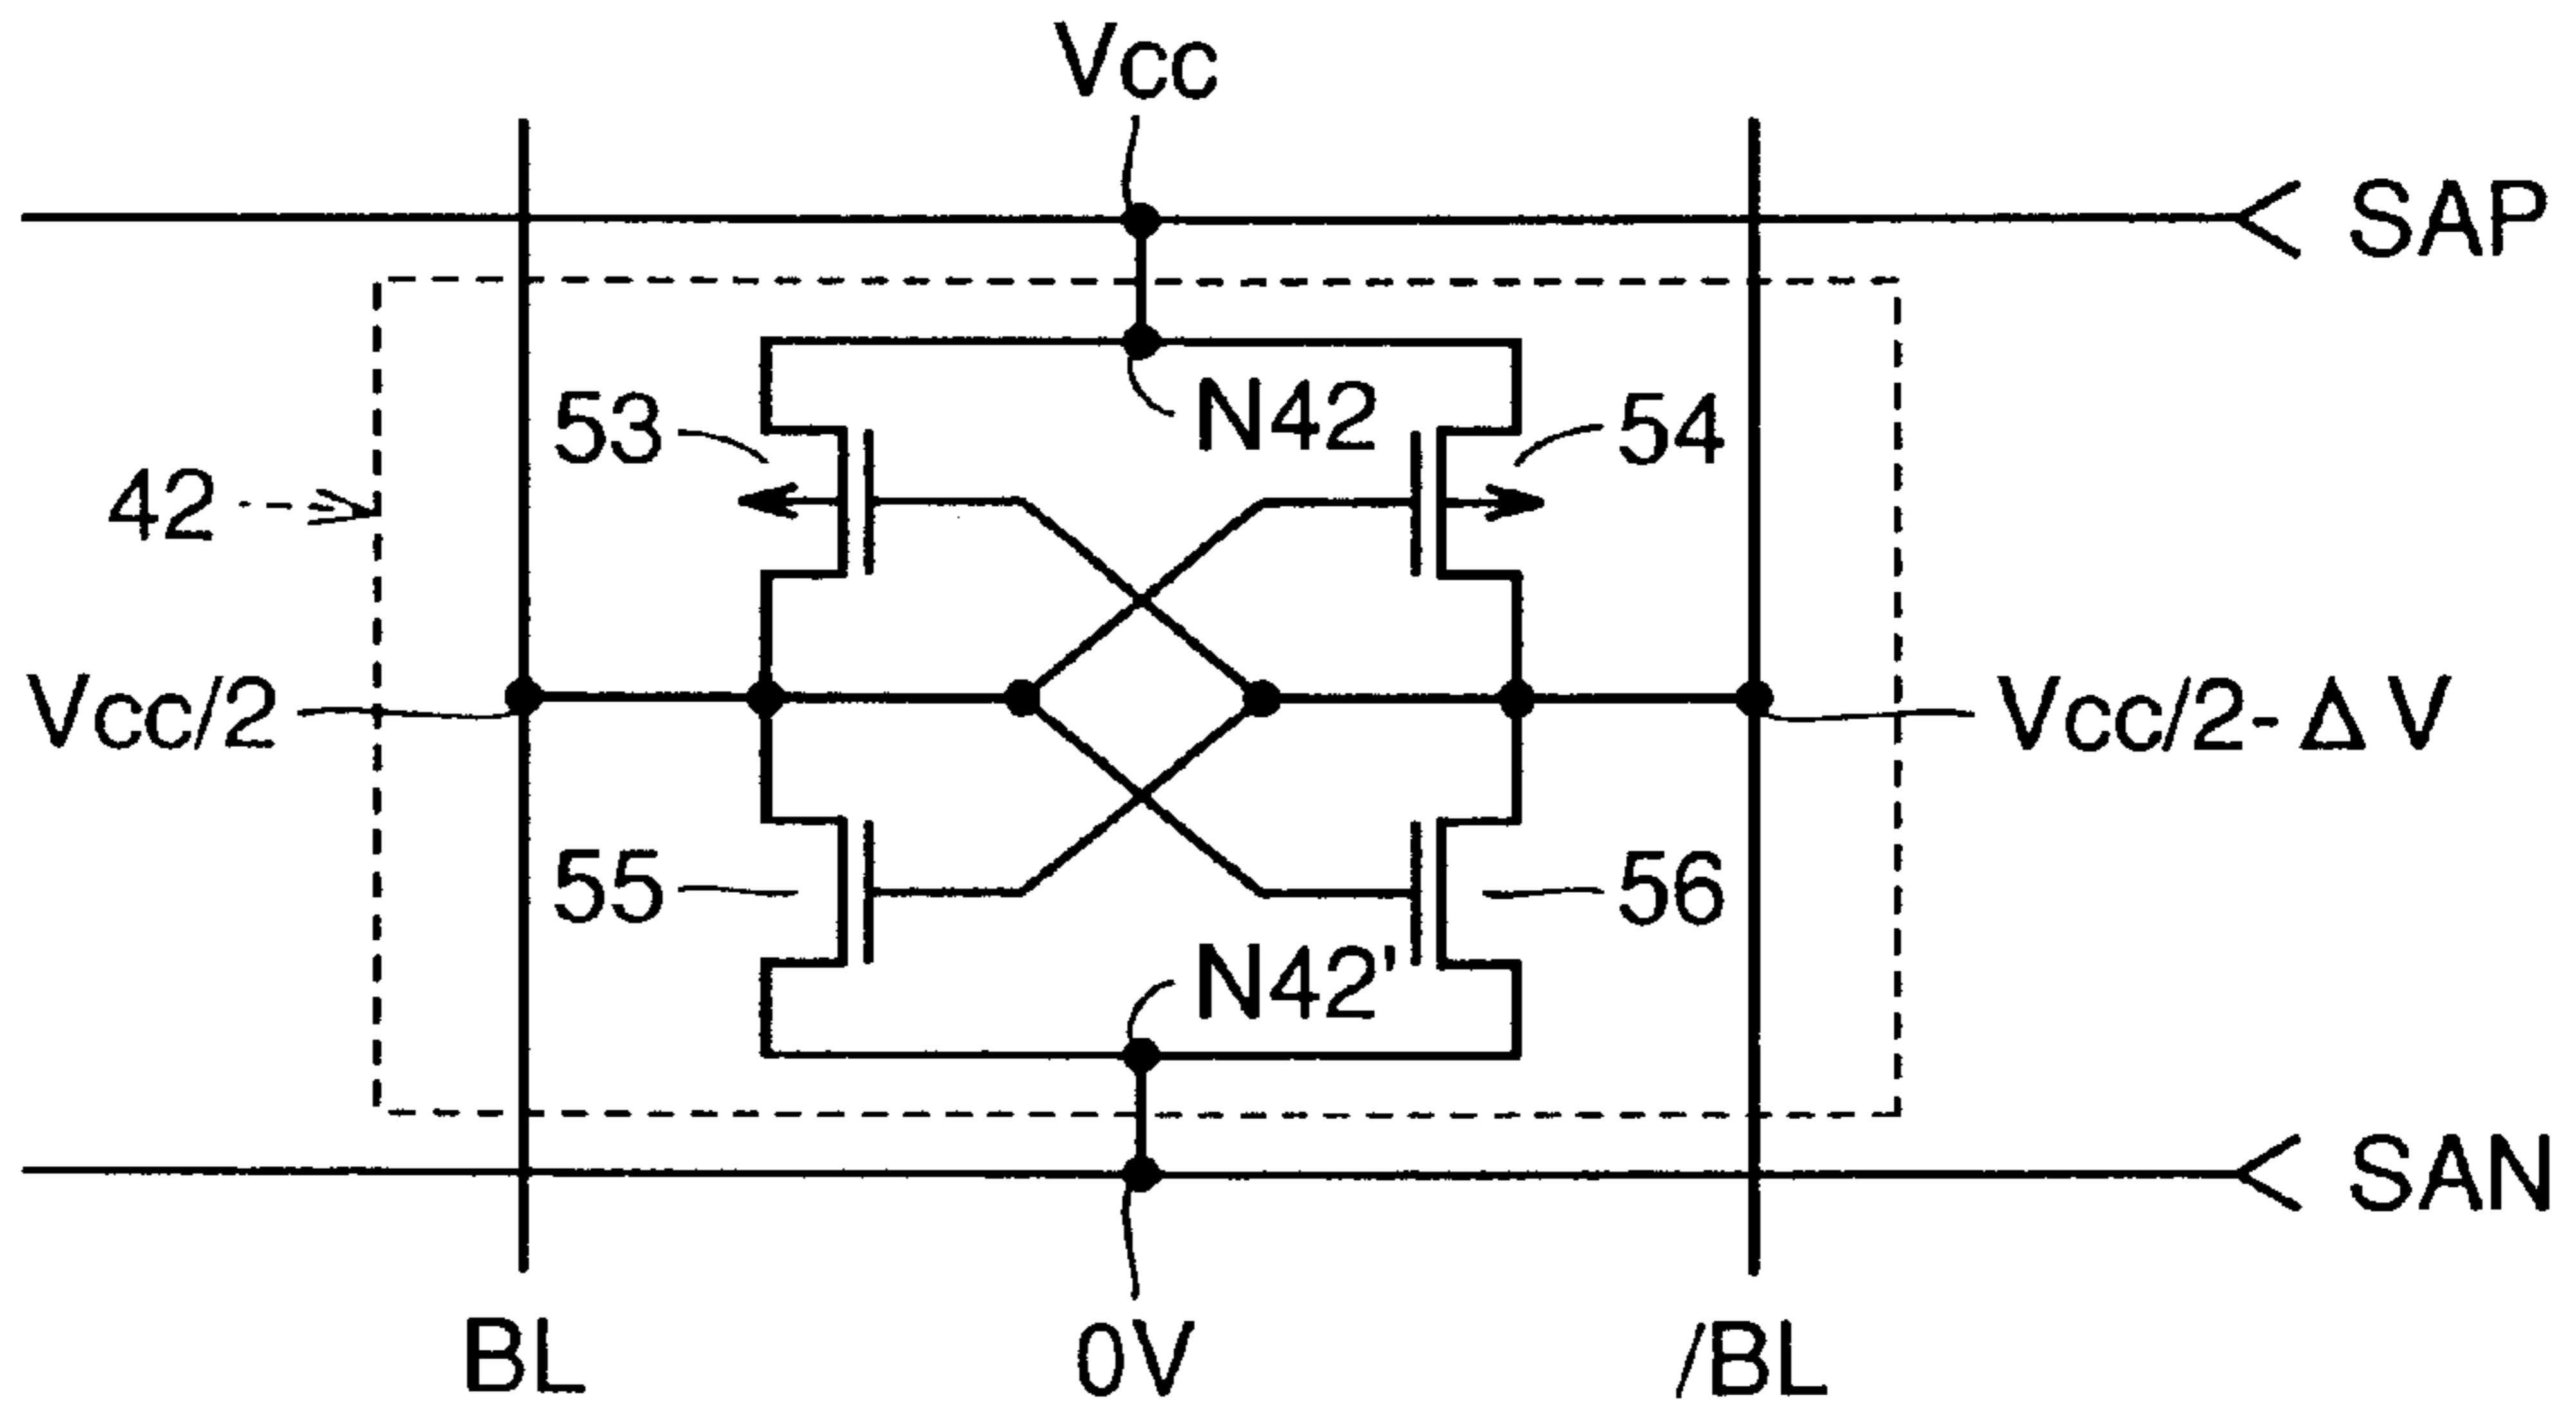 Vcc
SAP
53
N42
54
42
Vcc/2
Vcc/2-ΔV
55
56
N42'
SAN
BL
0V
/BL